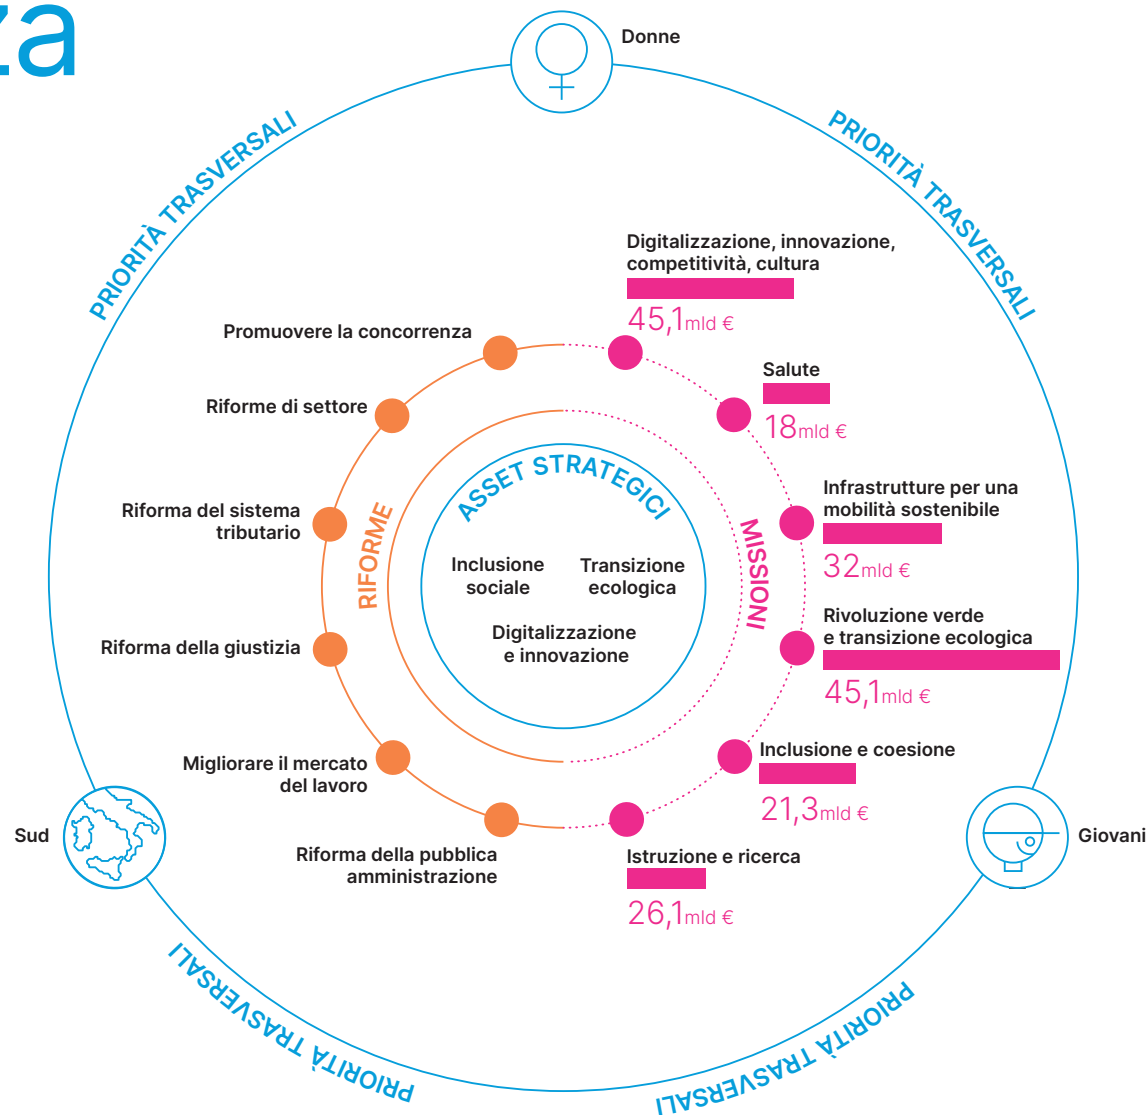 za
Donne
PRIORITÀ TRASVERSALI
PRIORITÀ TRASVERSALI
Digitalizzazione, innovazione,
competitività, cultura
45,1mld €
Promuovere la concorrenza
Salute
18mld €
Riforme di settore
ASSET STRATEGICI
Infrastrutture per una
mobilità sostenibile
32mld €
Riforma del sistema
tributario
RIFORME
MISSIONI
Inclusione
sociale
Transizione
ecologica
Digitalizzazione
e innovazione
Rivoluzione verde
e transizione ecologica
45,1mld €
Riforma della giustizia
Inclusione e coesione
21,3mld €
Migliorare il mercato
del lavoro
Sud
Giovani
Riforma della pubblica
amministrazione
Istruzione e ricerca
26,1mld €
PRIORITÀ TRASVERSALI
PRIORITÀ TRASVERSALI